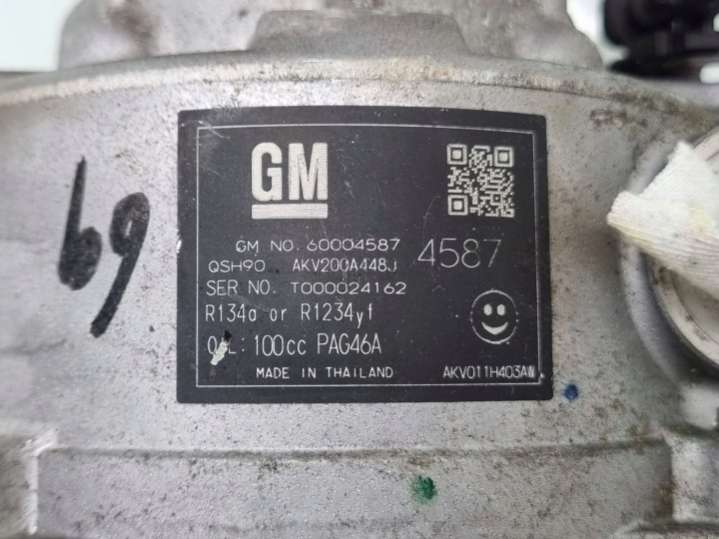 GM
GM NO. 60004587 4587
QSH90 AKV200A448J
SER NO. T000024162
R134a or R1234yf
OIL: 100cc PAG46A
MADE IN THAILAND AKV011H403AW
69